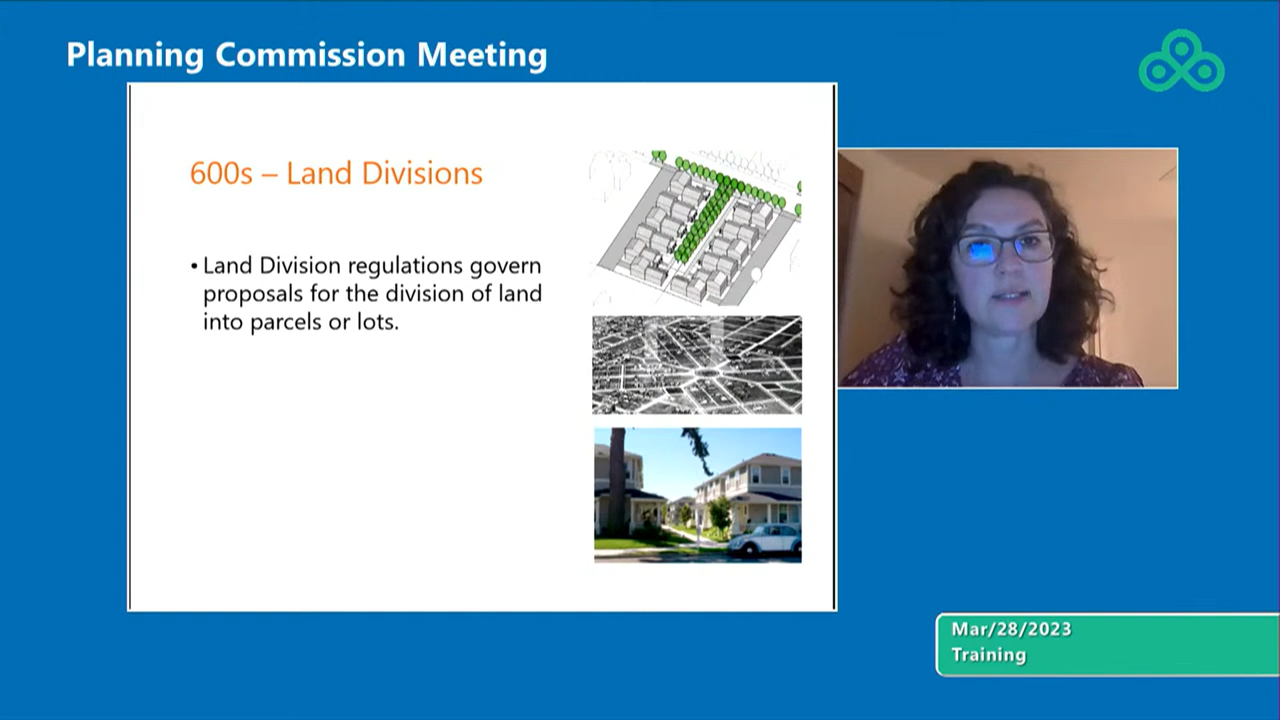 Planning Commission Meeting
600s – Land Divisions
• Land Division regulations govern
proposals for the division of land
into parcels or lots.
Mar/28/2023
Training